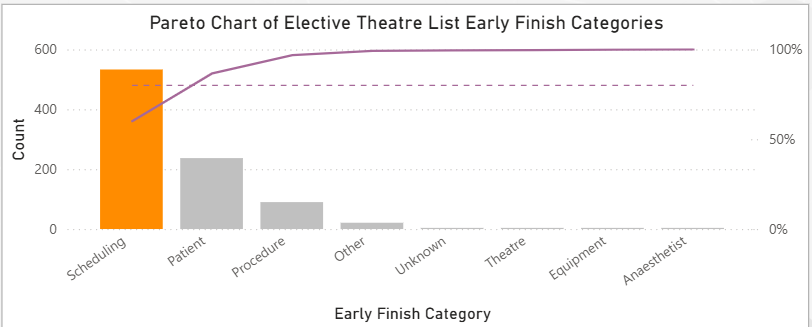 Pareto Chart of Elective Theatre List Early Finish Categories
600
400
200
0
Count
100%
50%
0%
Scheduling
Patient
Procedure
Other
Unknown
Theatre
Equipment
Anaesthetist
Early Finish Category